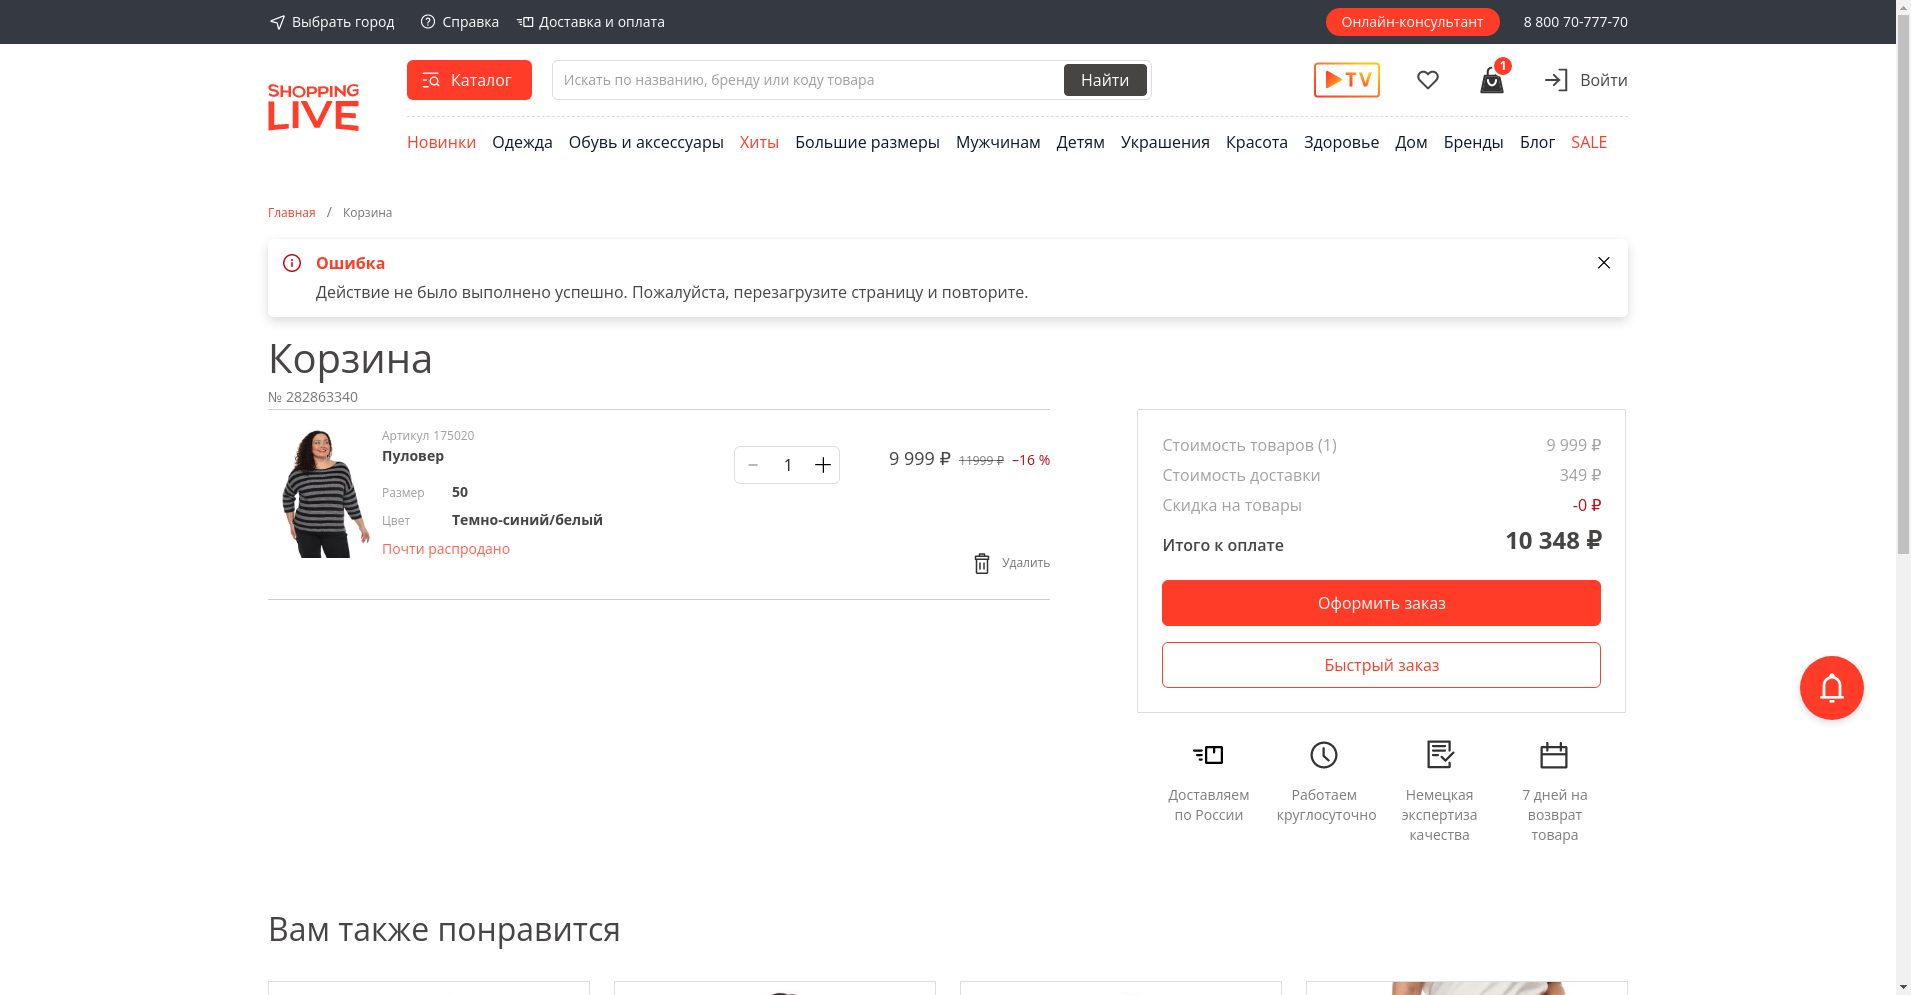 Выбрать город
Справка
Доставка и оплата
Онлайн-консультант
8 800 70-777-70
SHOPPING
LIVE
Каталог
Искать по названию, бренду или коду товара
Найти
TV
1
Войти
Новинки
Одежда
Обувь и аксессуары
Хиты
Большие размеры
Мужчинам
Детям
Украшения
Красота
Здоровье
Дом
Бренды
Блог
SALE
Главная / Корзина
Ошибка
Действие не было выполнено успешно. Пожалуйста, перезагрузите страницу и повторите.
Корзина
№ 282863340
Артикул 175020
Пуловер
Размер 50
Цвет Темно-синий/белый
Почти распродано
1
9 999 ₽ 11999 ₽ –16 %
Удалить
Стоимость товаров (1) 9 999 ₽
Стоимость доставки 349 ₽
Скидка на товары -0 ₽
Итого к оплате 10 348 ₽
Оформить заказ
Быстрый заказ
Доставляем
по России
Работаем
круглосуточно
Немецкая
экспертиза
качества
7 дней на
возврат
товара
Вам также понравится